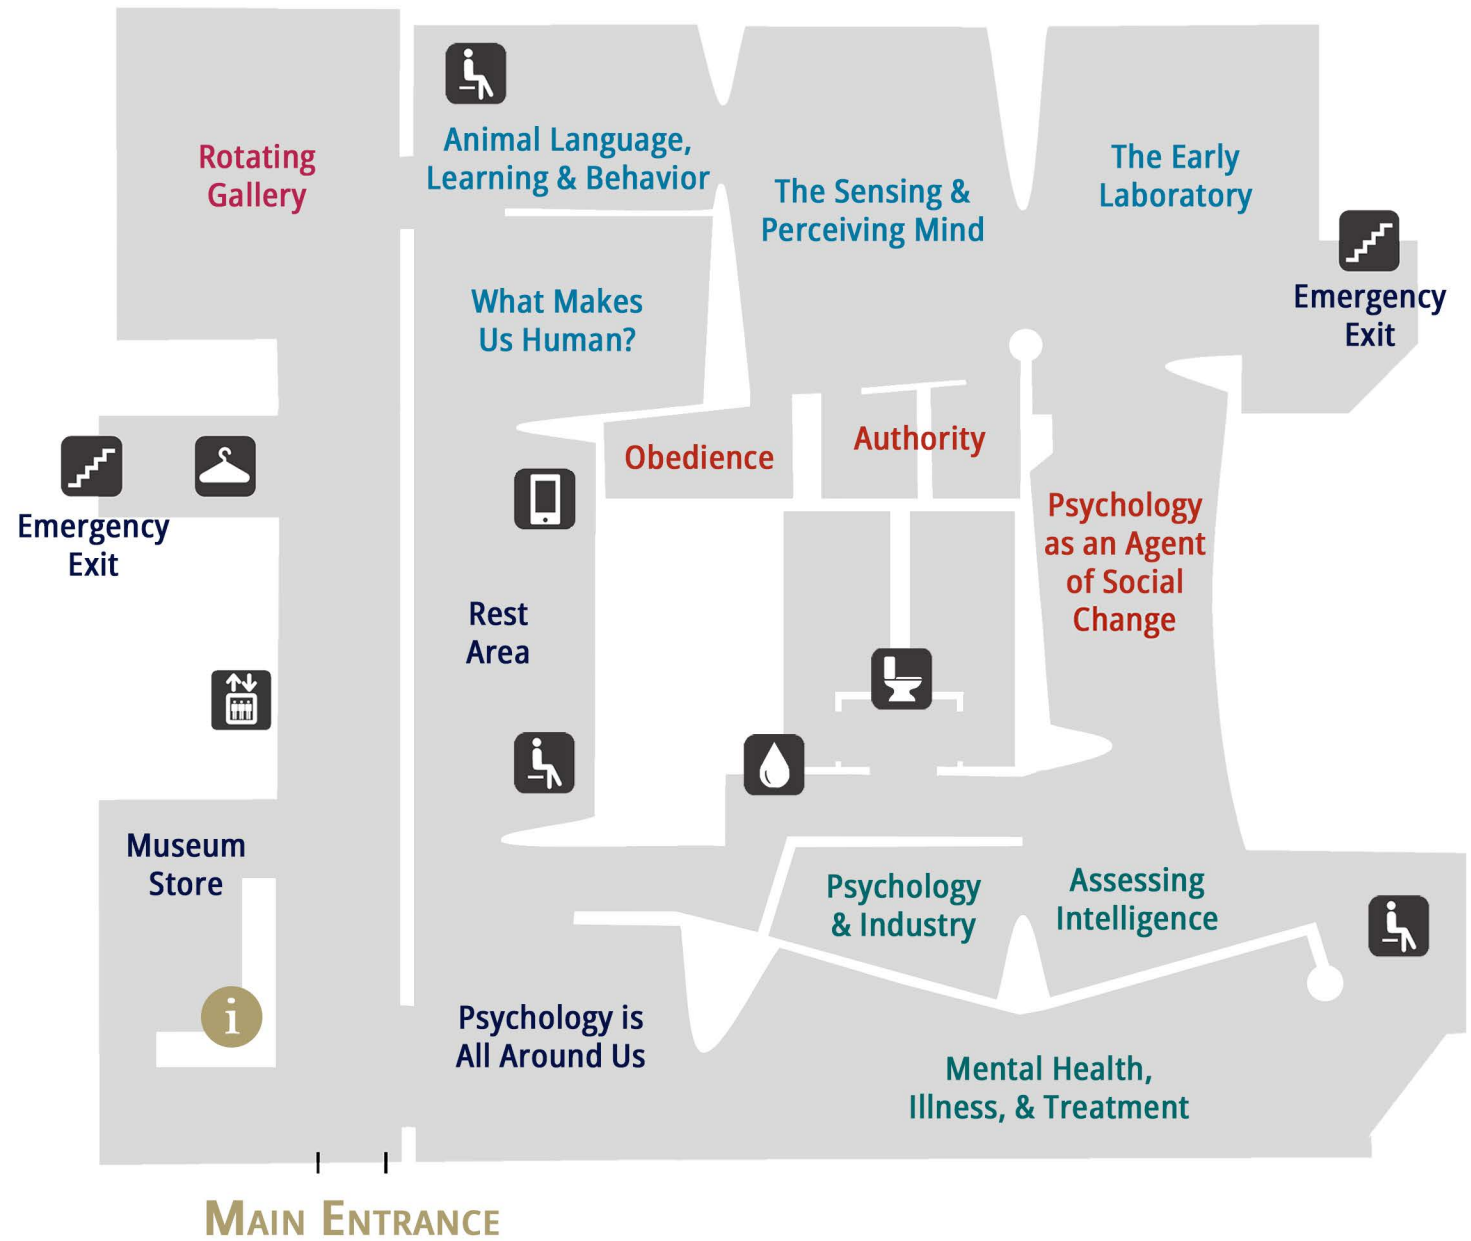 Rotating
Gallery
Animal Language,
Learning & Behavior
The Sensing &
Perceiving Mind
The Early
Laboratory
What Makes
Us Human?
Emergency
Exit
Obedience
Authority
Emergency
Exit
Psychology
as an Agent
of Social
Change
Rest
Area
Museum
Store
Psychology
& Industry
Assessing
Intelligence
i
Psychology is
All Around Us
Mental Health,
Illness, & Treatment
MAIN ENTRANCE